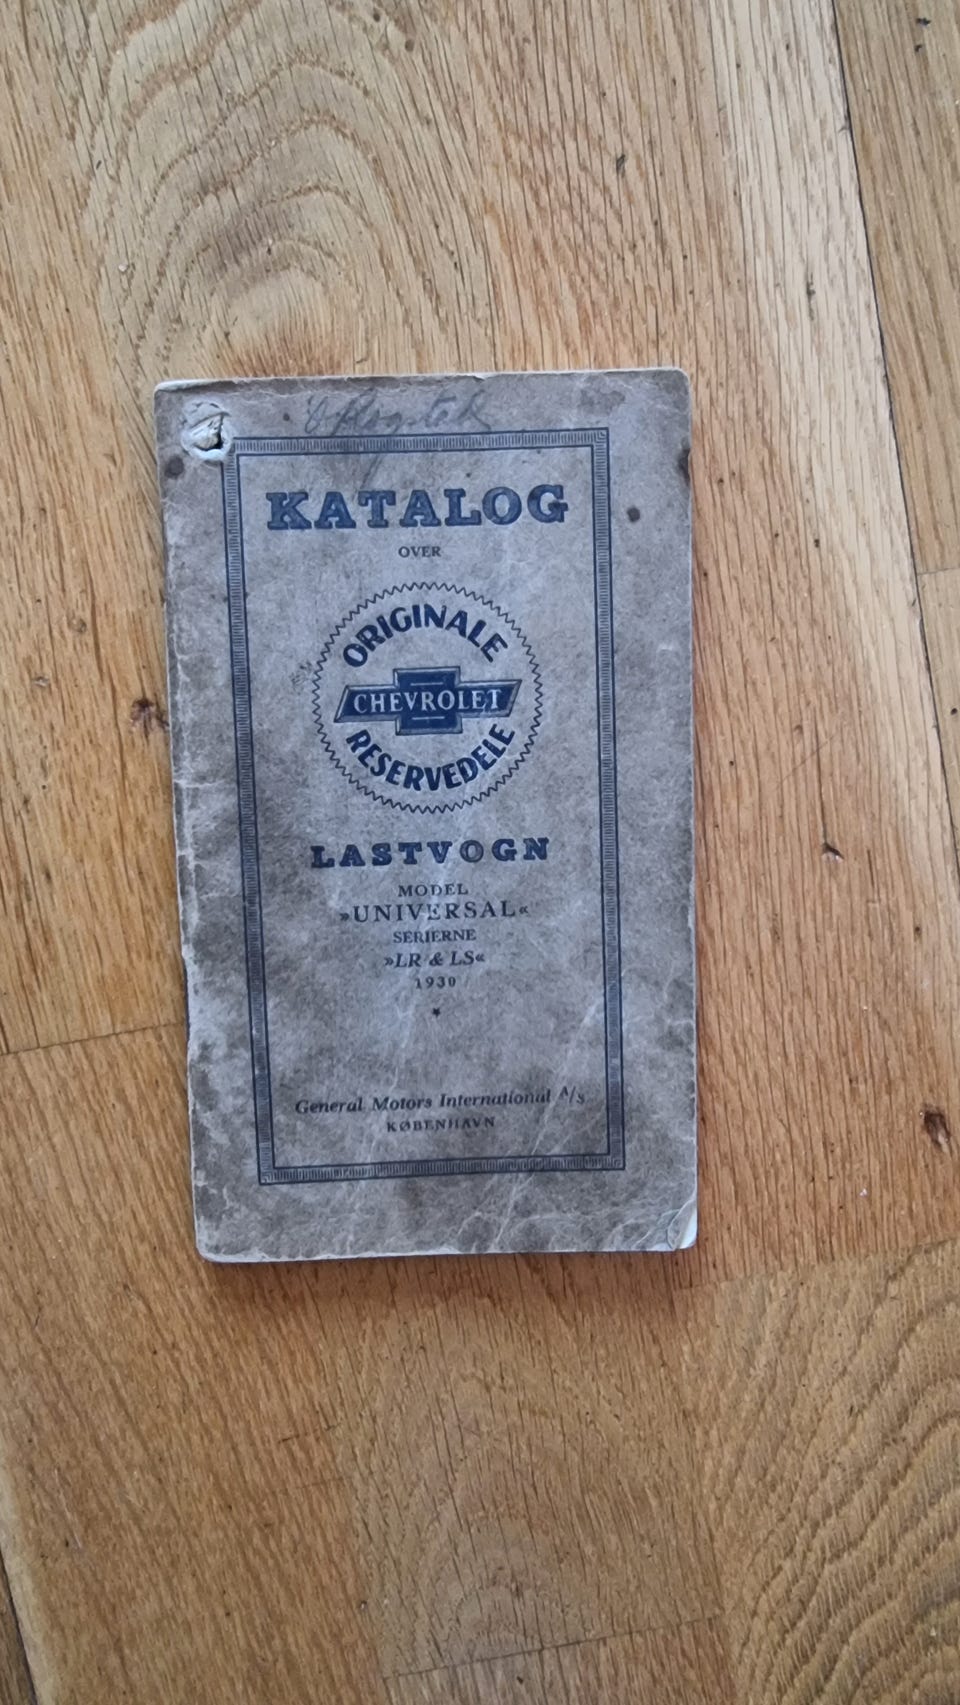 KATALOG
OVER
ORIGINALE
CHEVROLET
RESERVEDELE
LASTVOGN
MODEL
»UNIVERSAL«
SERIERNE
»LR & LS«
1930
General Motors International A/S
KØBENHAVN